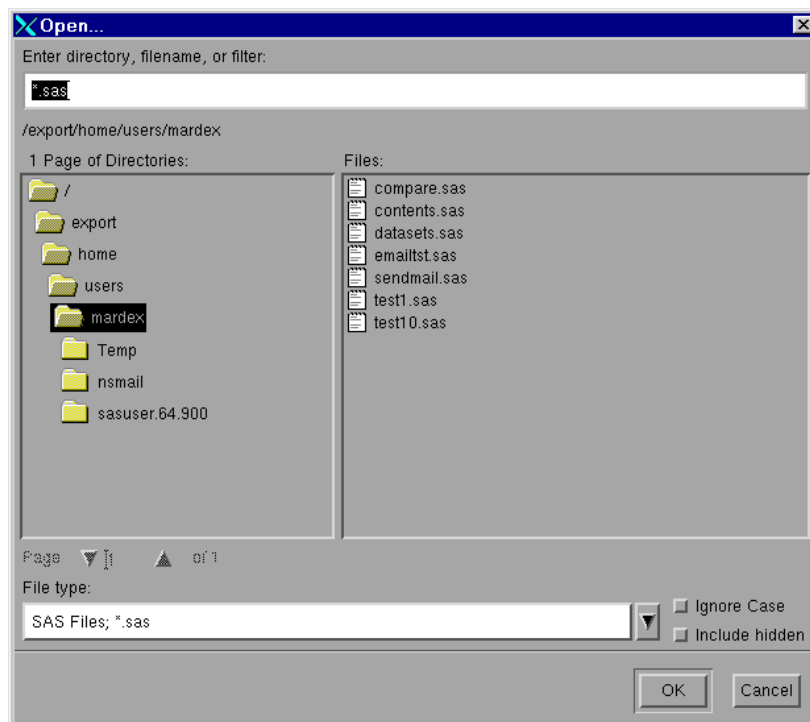 Open...
Enter directory, filename, or filter:
*.sas
/export/home/users/mardex
1 Page of Directories:
/
export
home
users
mardex
Temp
nsmail
sasuser.64.900
Files:
compare.sas
contents.sas
datasets.sas
emailtst.sas
sendmail.sas
test1.sas
test10.sas
Page 1 of 1
File type:
SAS Files; *.sas
Ignore Case
Include hidden
OK Cancel